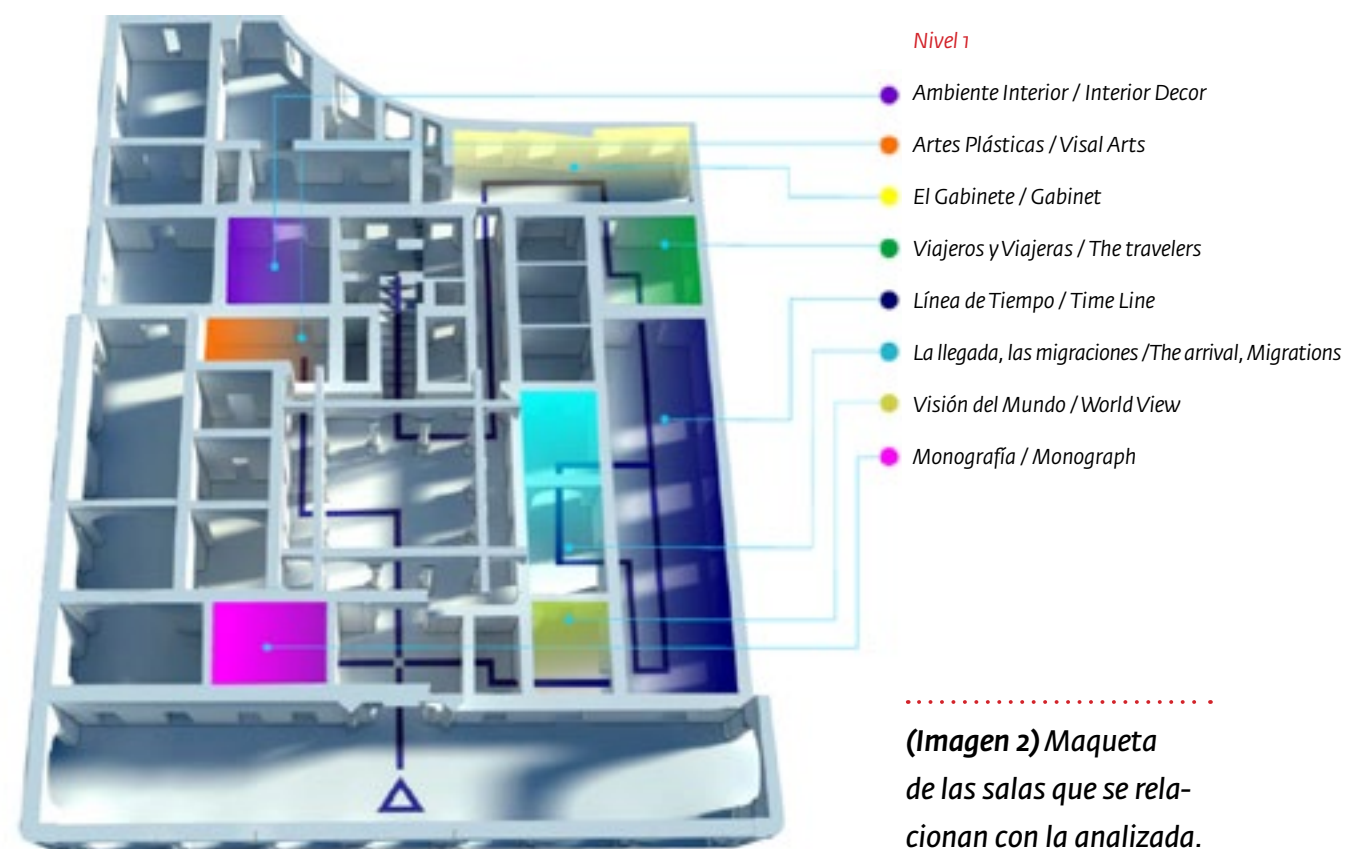 Nivel 1
Ambiente Interior / Interior Decor
Artes Plásticas / Visal Arts
El Gabinete / Gabinet
Viajeros y Viajeras / The travelers
Línea de Tiempo / Time Line
La llegada, las migraciones /The arrival, Migrations
Visión del Mundo / World View
Monografía / Monograph
(Imagen 2) Maqueta
de las salas que se rela-
cionan con la analizada.